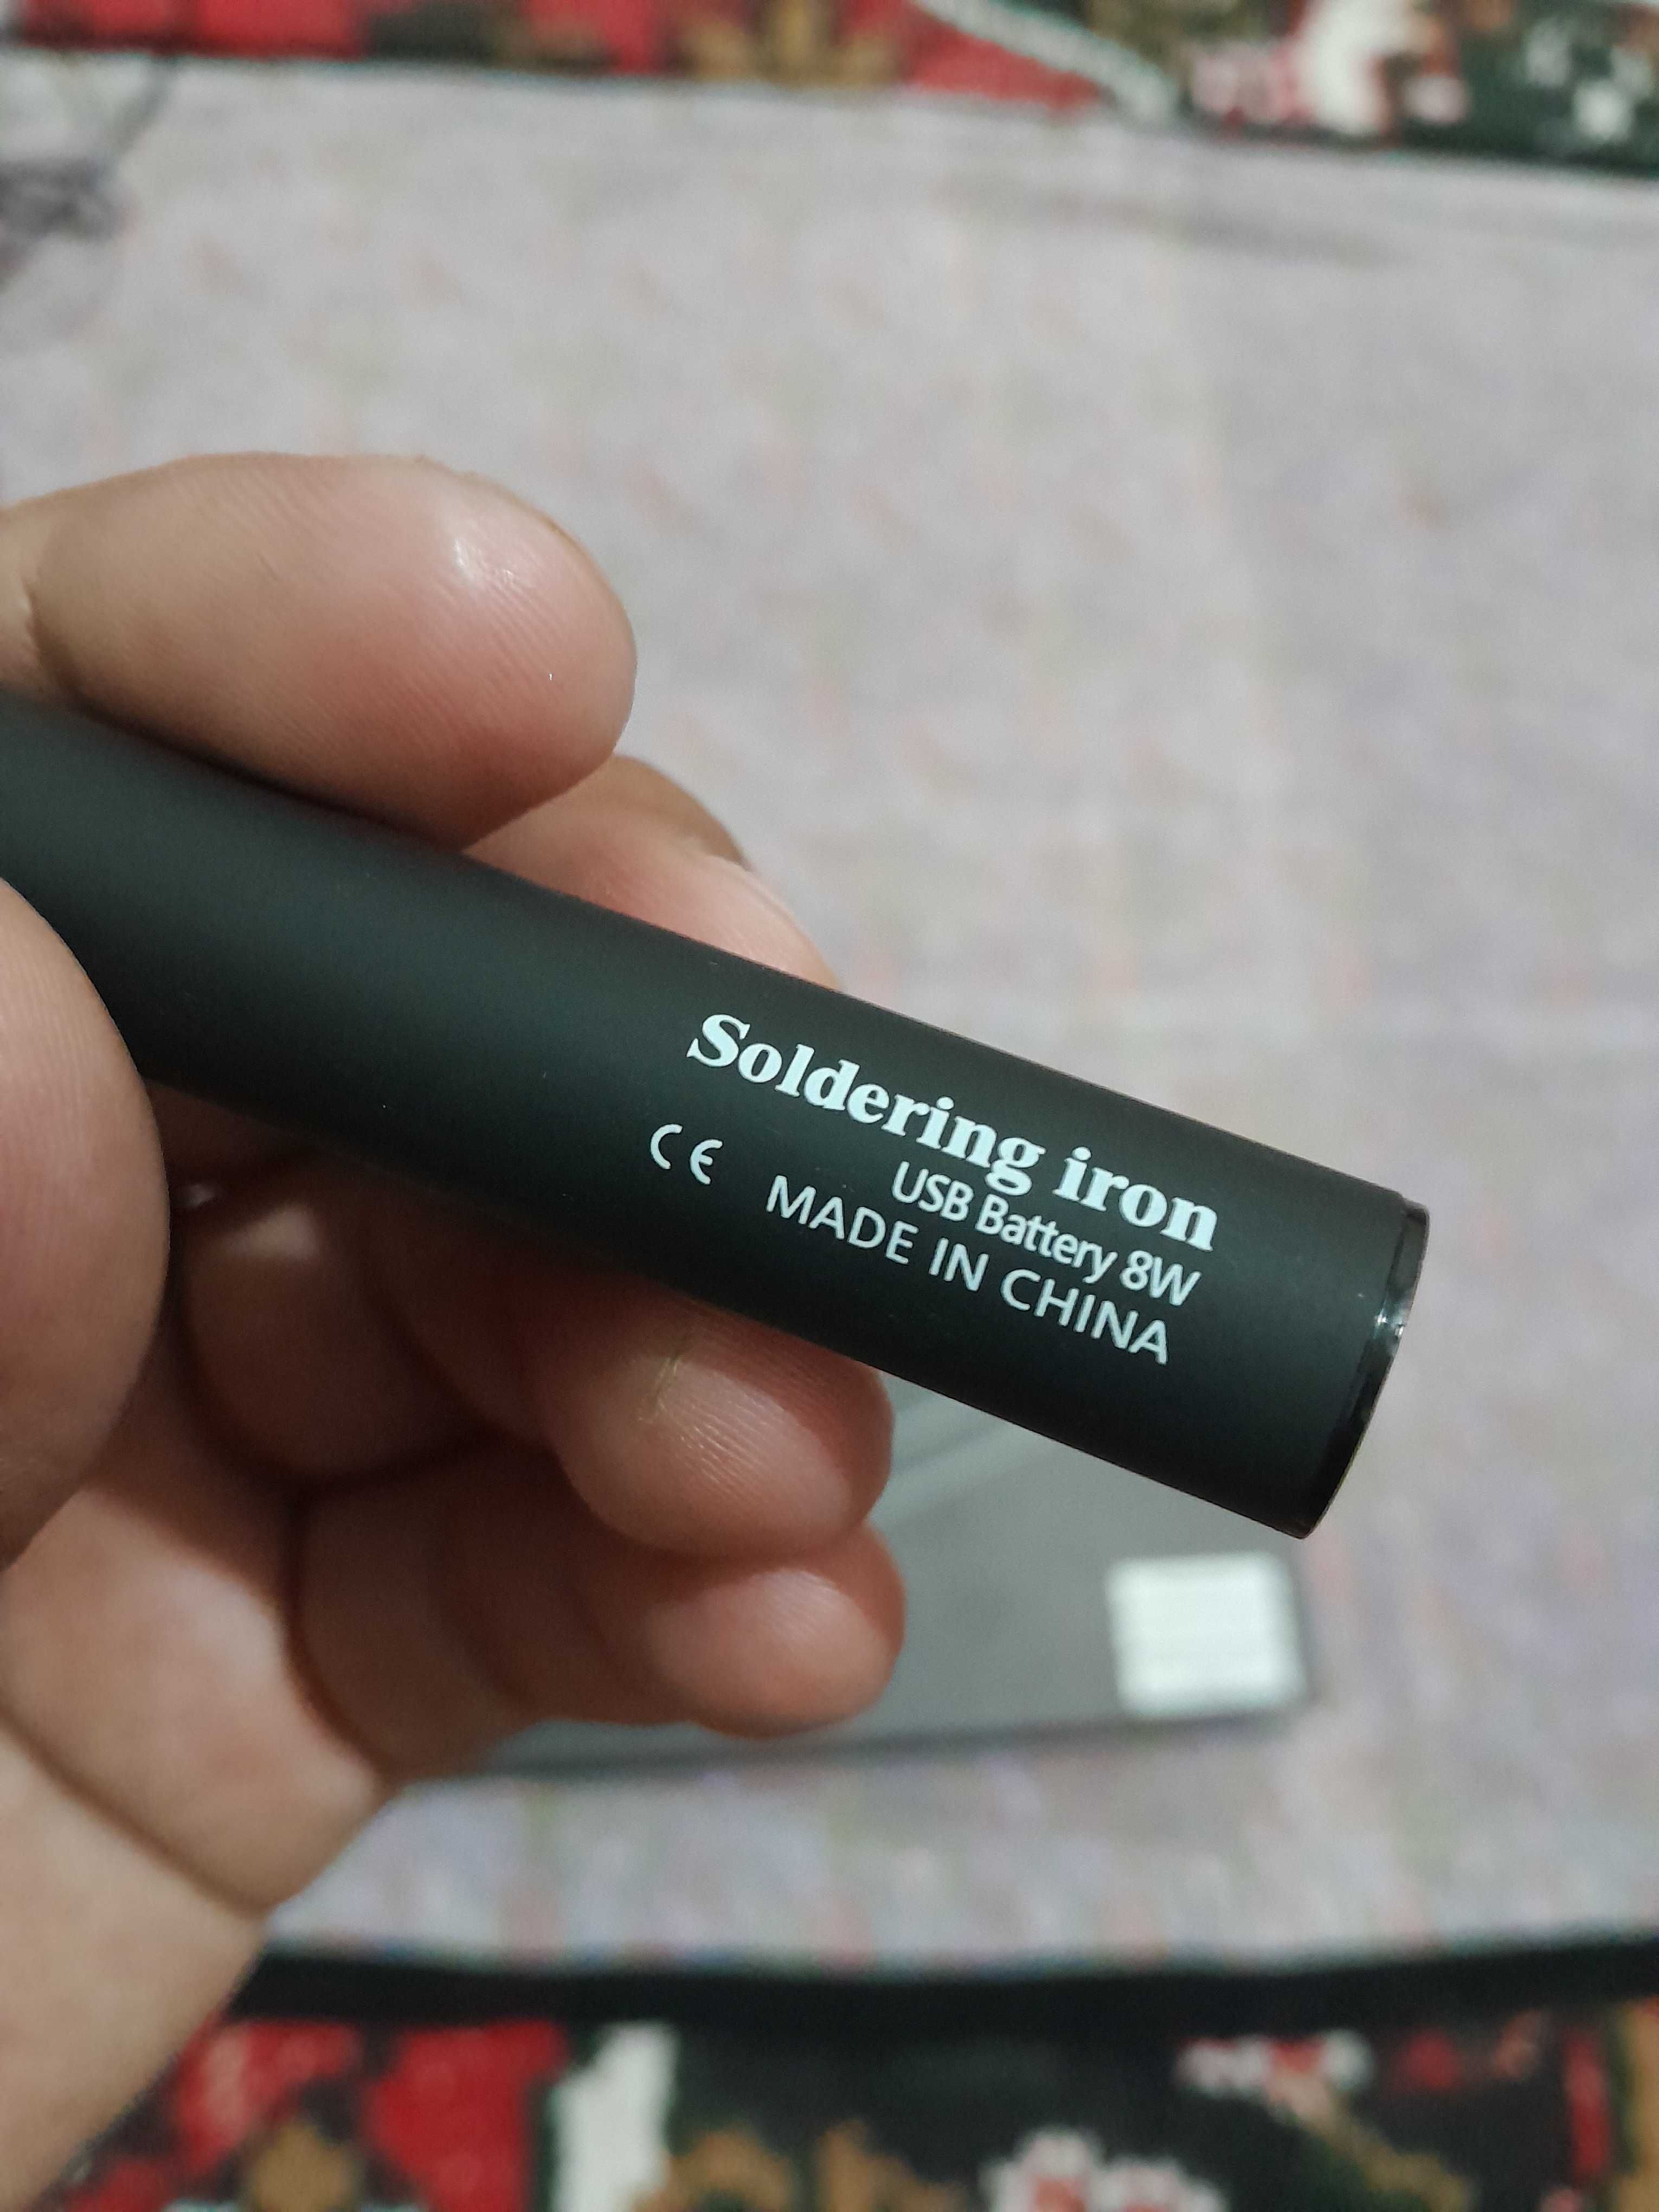 Soldering iron
USB Battery 8W
CE MADE IN CHINA